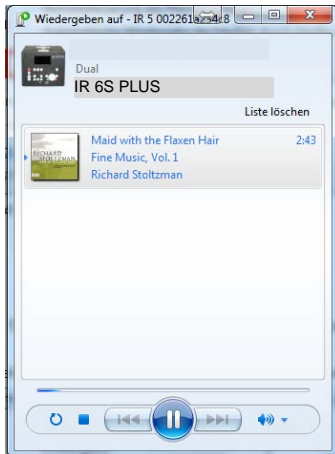 Wiedergeben auf - IR 5 002261
Dual
IR 6S PLUS
Liste löschen
Maid with the Flaxen Hair 2:43
Fine Music, Vol. 1
Richard Stoltzman
RICHARD
STOLTZMAN